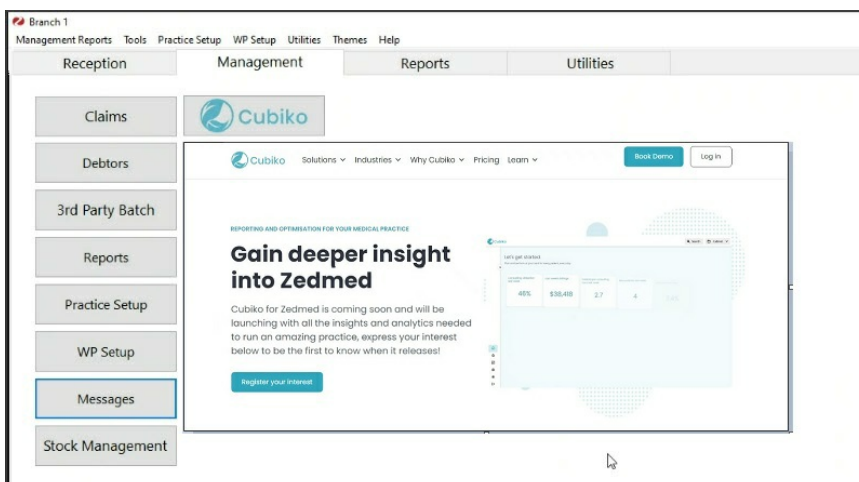 Branch 1
Management Reports Tools Practice Setup WP Setup Utilities Themes Help
Reception Management Reports Utilities
Claims
Cubiko
Debtors
3rd Party Batch
Reports
Practice Setup
WP Setup
Messages
Stock Management
Cubiko Solutions Industries Why Cubiko Pricing Learn Book Demo Log In
REPORTING AND OPTIMISATION FOR YOUR MEDICAL PRACTICE
Gain deeper insight
into Zedmed
Cubiko for Zedmed is coming soon and will be
launching with all the insights and analytics needed
to run an amazing practice, express your interest
below to be the first to know when it releases!
Register your interest
Let's get started
46% $38,418 2.7 4